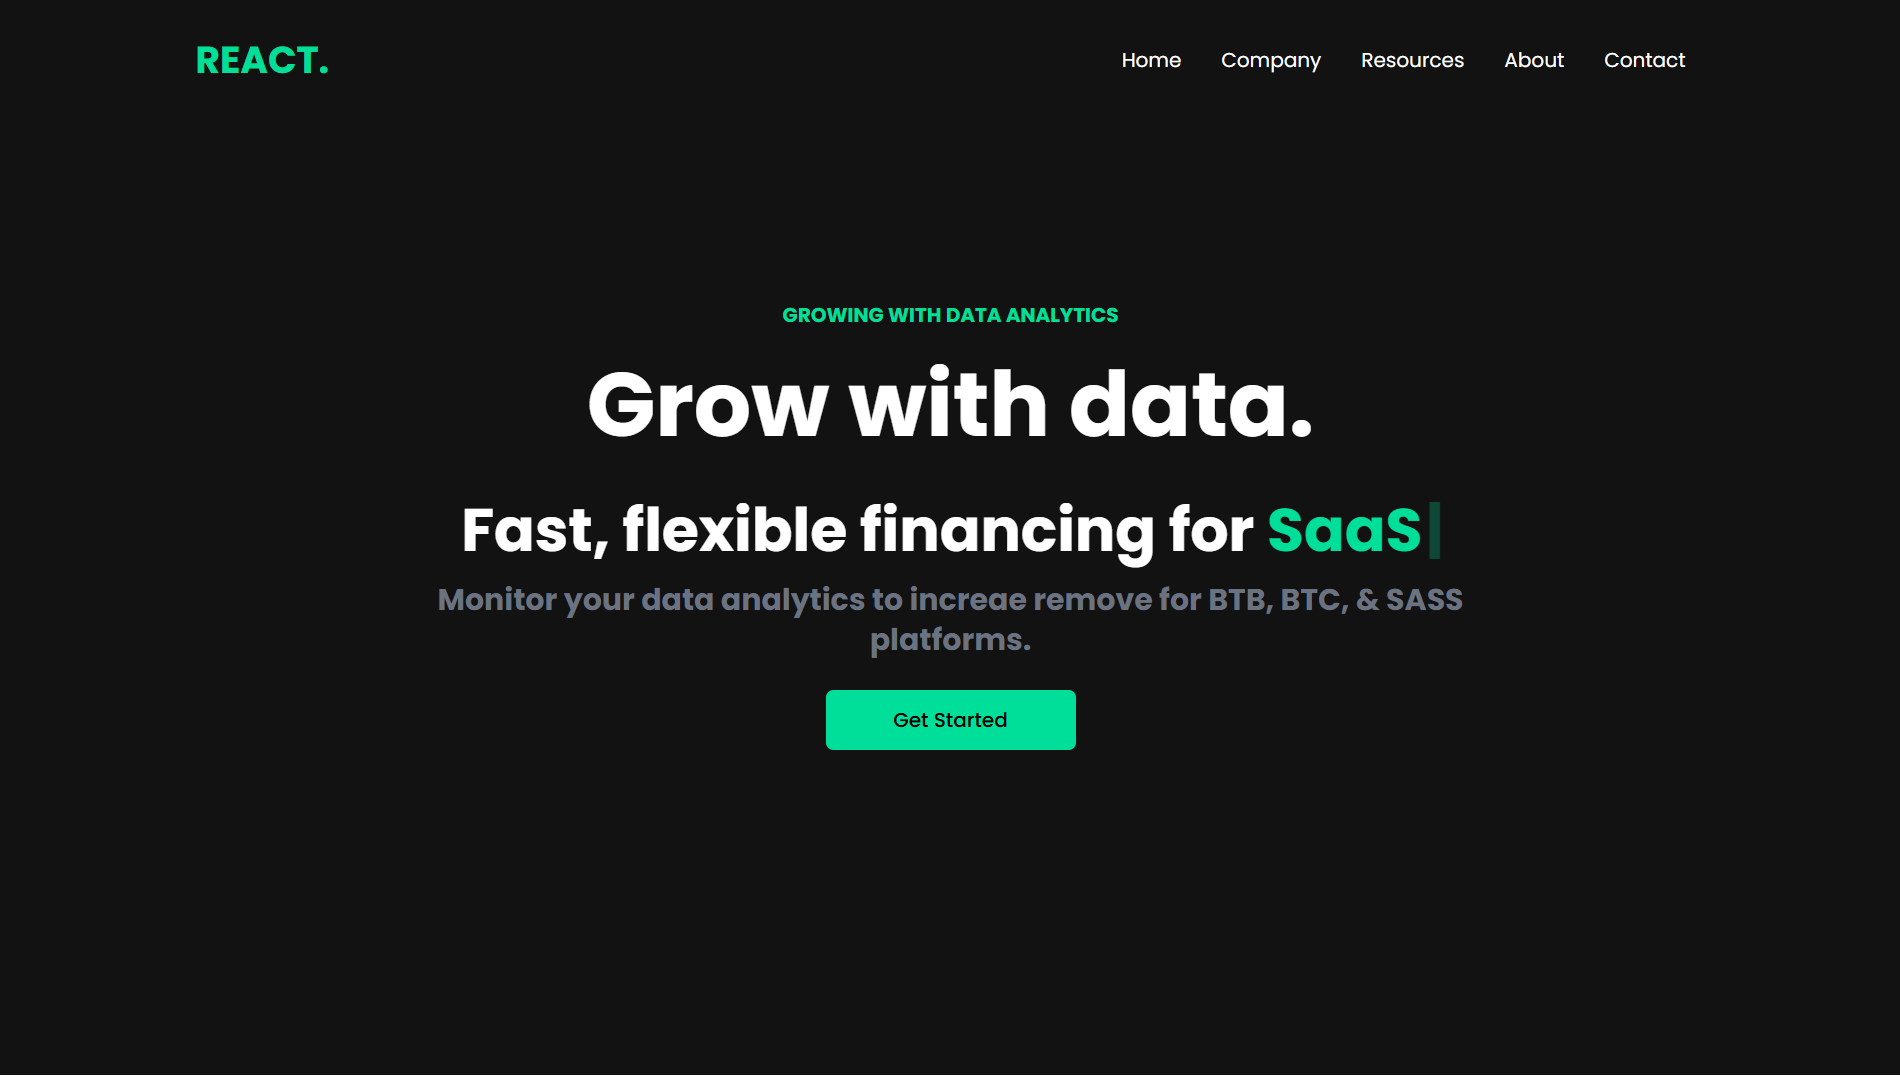 REACT.
Home Company Resources About Contact
GROWING WITH DATA ANALYTICS
Grow with data.
Fast, flexible financing for SaaS|
Monitor your data analytics to increae remove for BTB, BTC, & SASS
platforms.
Get Started